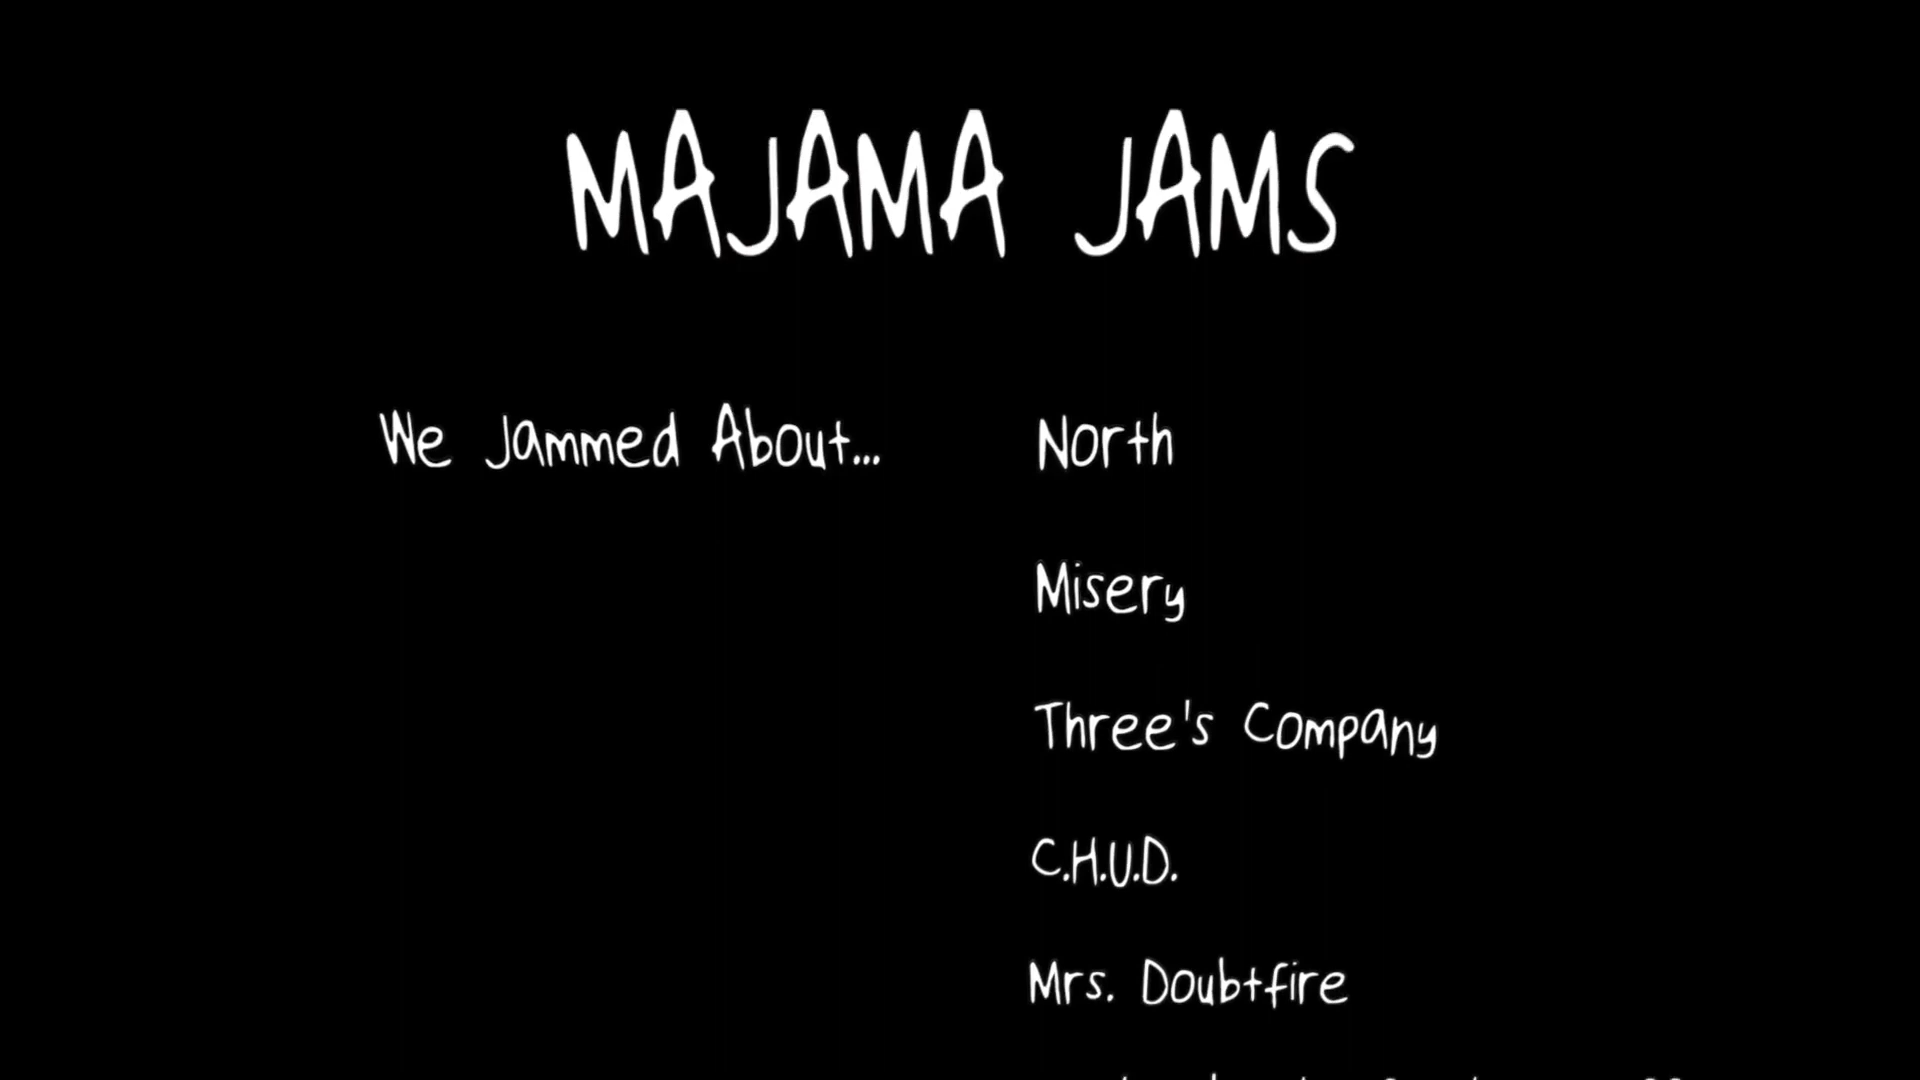 MAJAMA JAMS
We Jammed About... North
Misery
Three's Company
C.H.U.D.
Mrs. Doubtfire